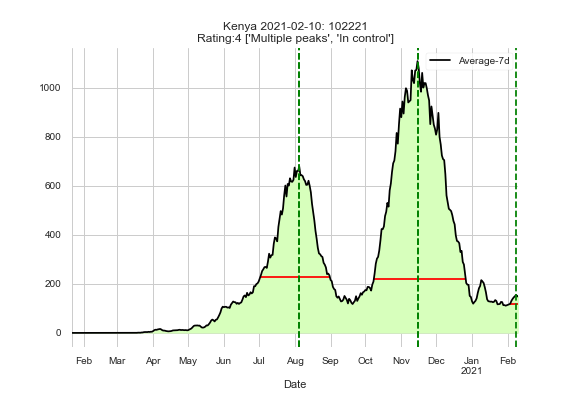 Kenya 2021-02-10: 102221
Rating:4 ['Multiple peaks', 'In control']
Average-7d
1000
800
600
400
200
0
Feb Mar Apr May Jun Jul Aug Sep Oct Nov Dec Jan Feb
2021
Date